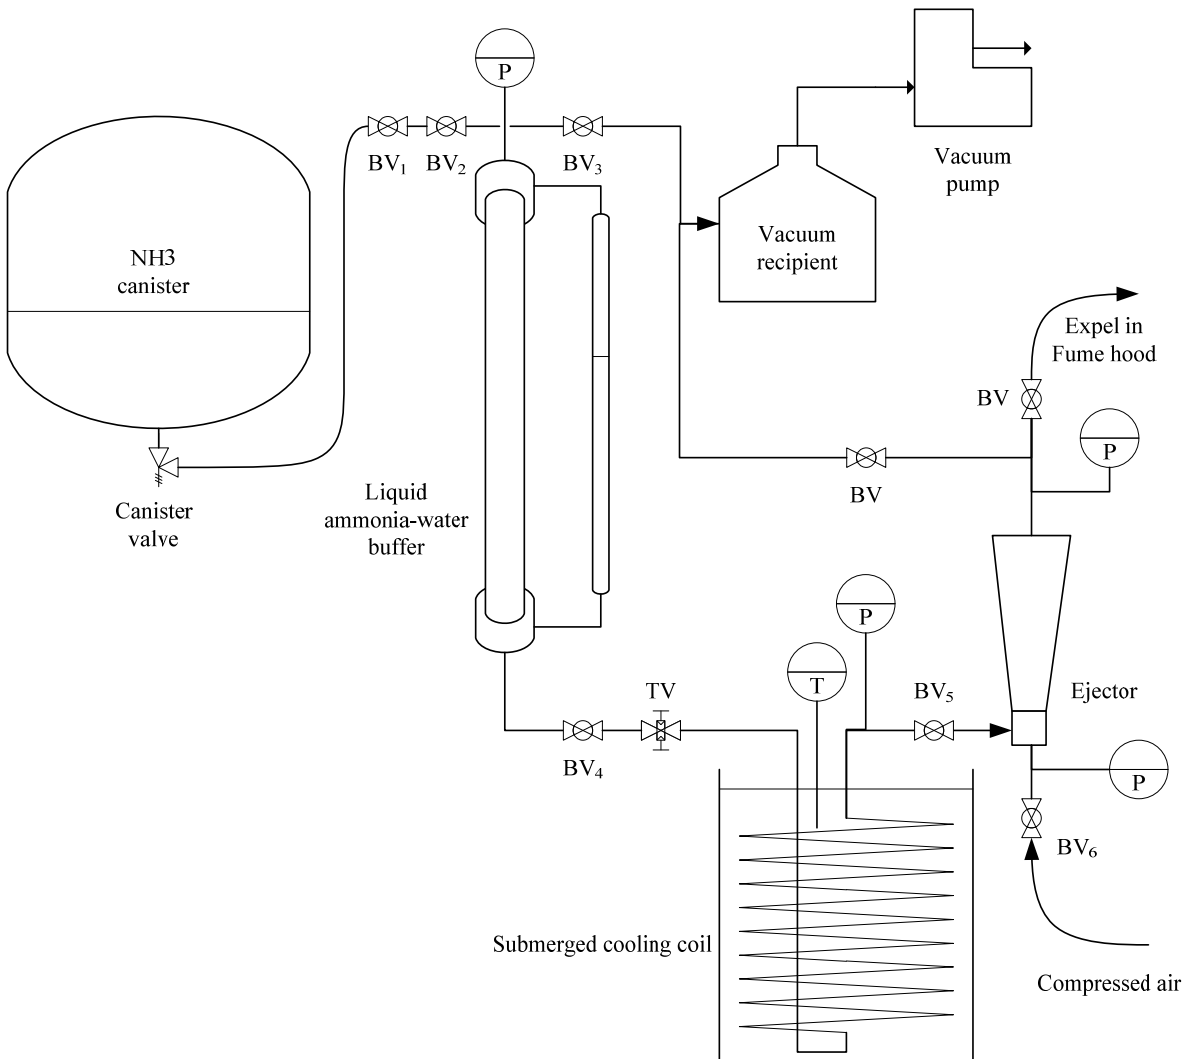 P
Vacuum
pump
BV₁
BV₂
BV₃
Vacuum
recipient
NH3
canister
Expel in
Fume hood
BV
P
Canister
valve
Liquid
ammonia-water
buffer
BV
P
T
TV
BV₅
Ejector
BV₄
P
BV₆
Submerged cooling coil
Compressed air